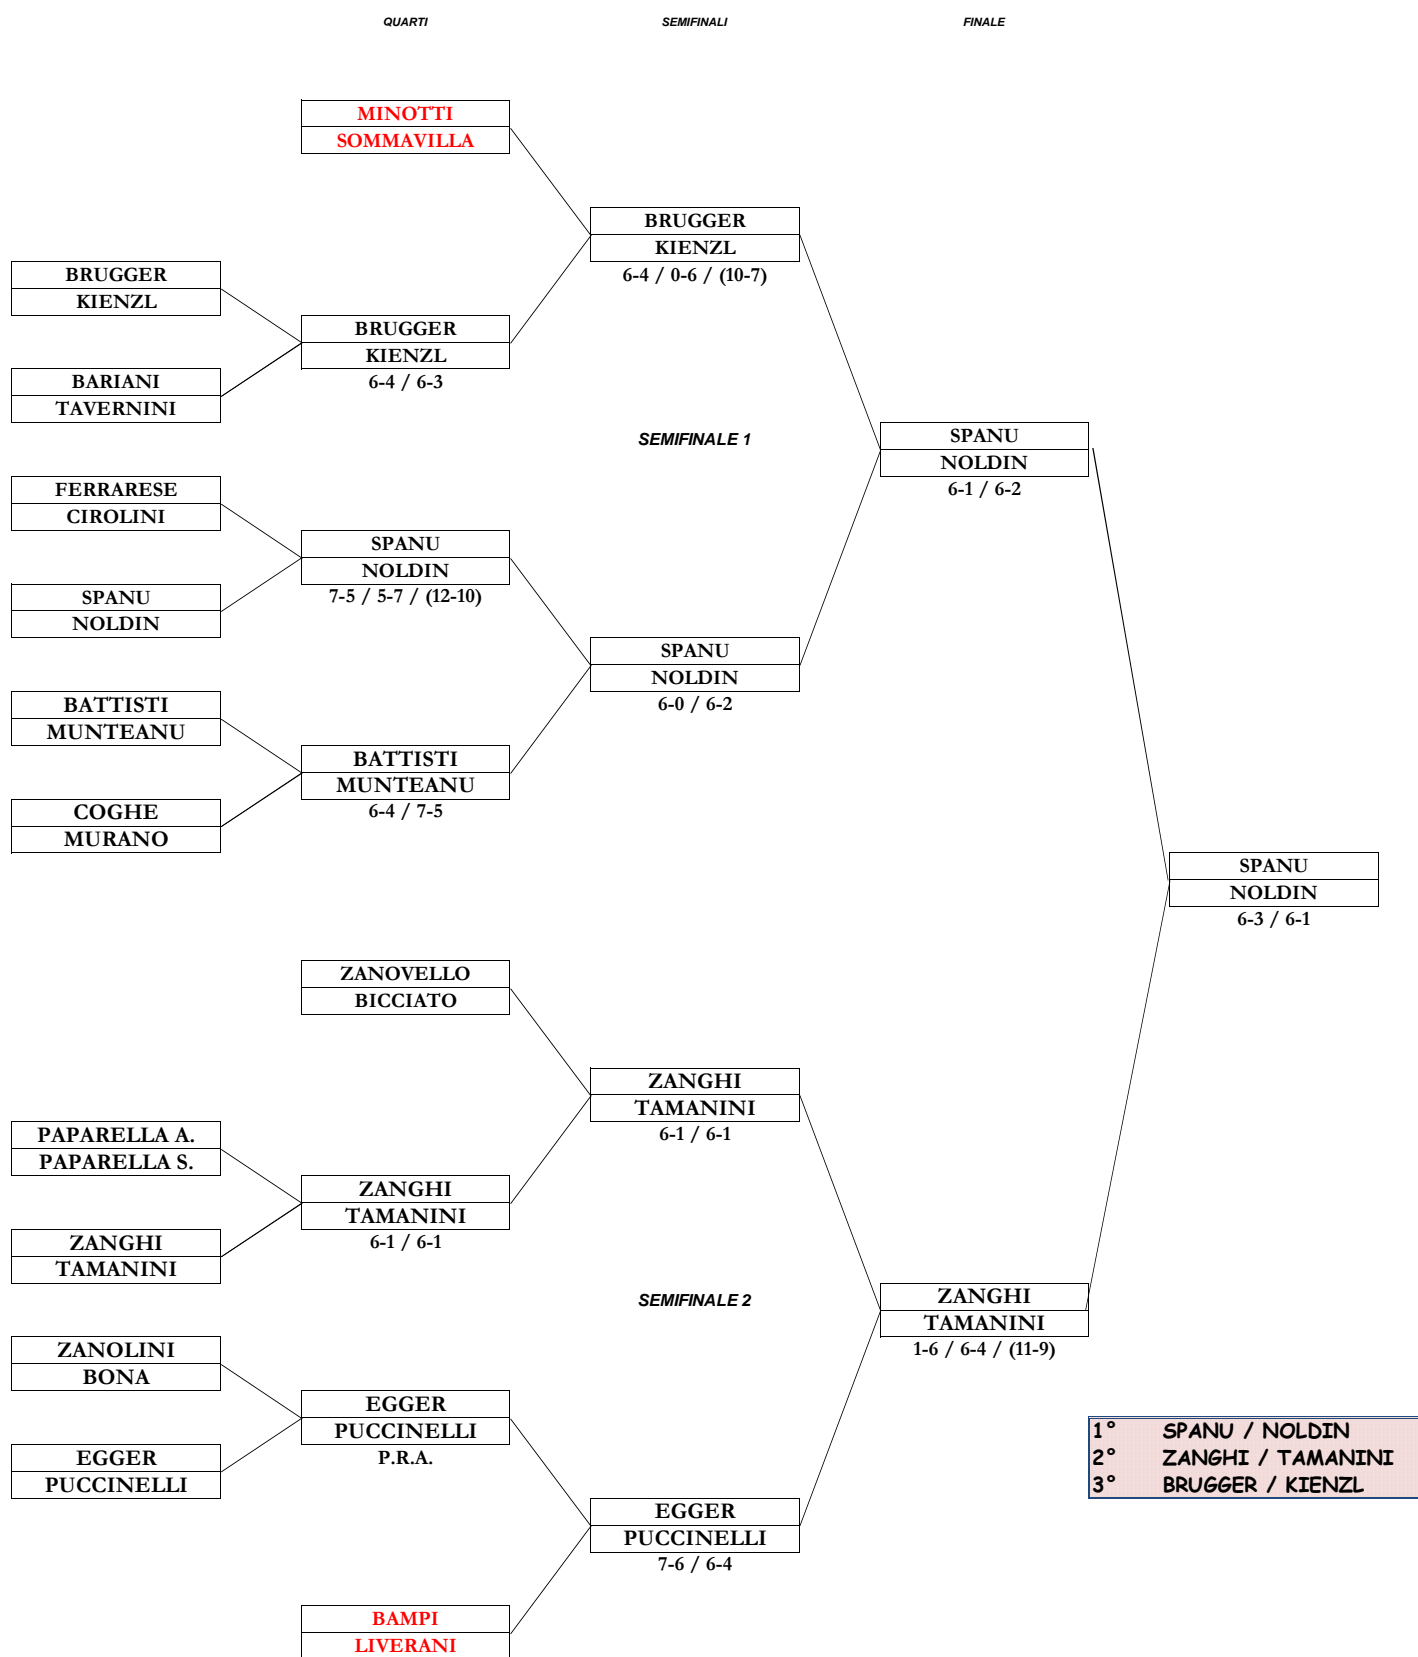 QUARTI
SEMIFINALI
FINALE
MINOTTI
SOMMAVILLA
BRUGGER
KIENZL
6-4 / 0-6 / (10-7)
BRUGGER
KIENZL
BRUGGER
KIENZL
6-4 / 6-3
BARIANI
TAVERNINI
SEMIFINALE 1
SPANU
NOLDIN
6-1 / 6-2
FERRARESE
CIROLINI
SPANU
NOLDIN
7-5 / 5-7 / (12-10)
SPANU
NOLDIN
SPANU
NOLDIN
6-0 / 6-2
BATTISTI
MUNTEANU
BATTISTI
MUNTEANU
6-4 / 7-5
COGHE
MURANO
SPANU
NOLDIN
6-3 / 6-1
ZANOVELLO
BICCIATO
ZANGHI
TAMANINI
6-1 / 6-1
PAPARELLA A.
PAPARELLA S.
ZANGHI
TAMANINI
6-1 / 6-1
ZANGHI
TAMANINI
SEMIFINALE 2
ZANGHI
TAMANINI
1-6 / 6-4 / (11-9)
ZANOLINI
BONA
EGGER
PUCCINELLI
P.R.A.
EGGER
PUCCINELLI
1° SPANU / NOLDIN
2° ZANGHI / TAMANINI
3° BRUGGER / KIENZL
EGGER
PUCCINELLI
7-6 / 6-4
BAMPI
LIVERANI